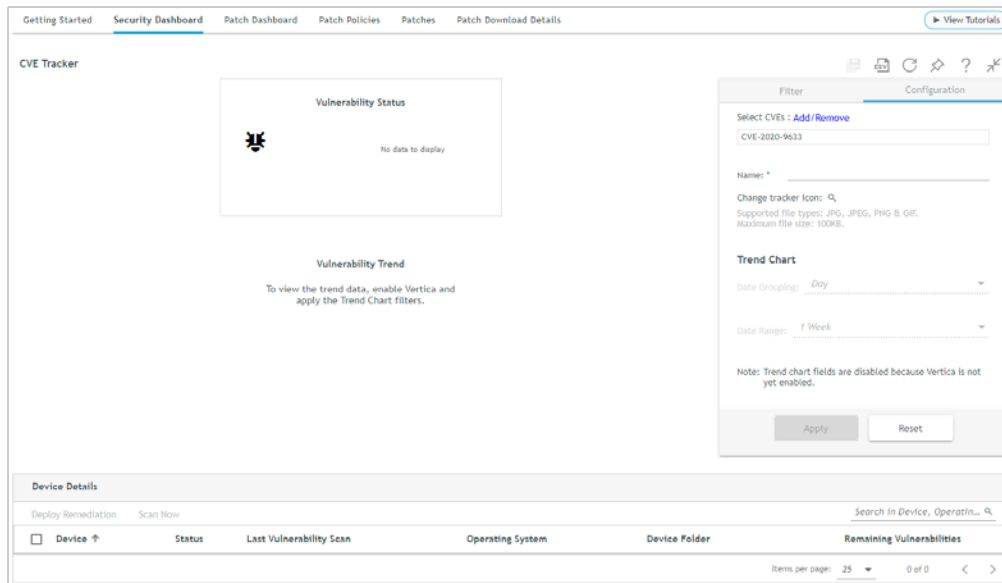 Getting Started Security Dashboard Patch Dashboard Patch Policies Patches Patch Download Details ► View Tutorials
CVE Tracker
CSV
?
Vulnerability Status
No data to display
Vulnerability Trend
To view the trend data, enable Vertica and
apply the Trend Chart filters.
Filter Configuration
Select CVEs : Add/Remove
CVE-2020-9633
Name: *
Change tracker icon:
Supported file types: JPG, JPEG, PNG & GIF.
Maximum file size: 100KB.
Trend Chart
Date Grouping: Day
Date Range: 1 Week
Note: Trend chart fields are disabled because Vertica is not
yet enabled.
Apply Reset
Device Details
Deploy Remediation Scan Now Search in Device, Operatin...
Device ↑ Status Last Vulnerability Scan Operating System Device Folder Remaining Vulnerabilities
Items per page: 25 0 of 0 < >